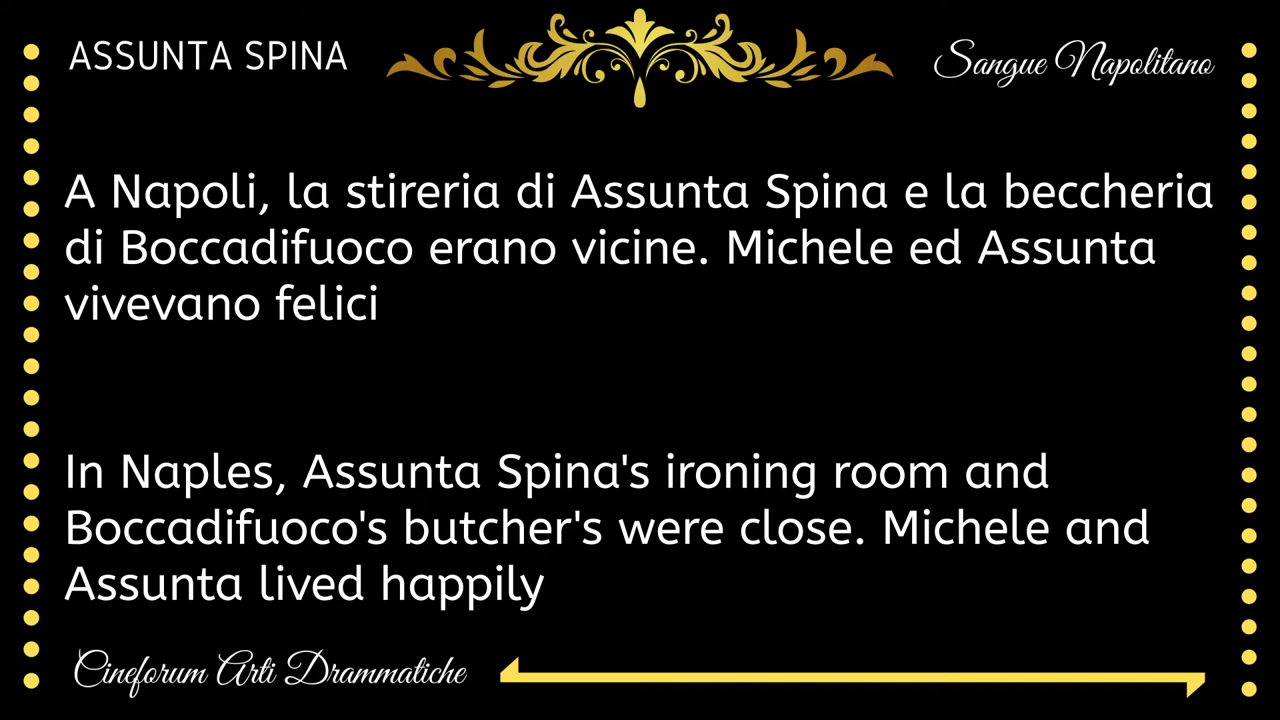 ASSUNTA SPINA
Sangue Napolitano
A Napoli, la stireria di Assunta Spina e la beccheria
di Boccadifuoco erano vicine. Michele ed Assunta
vivevano felici
In Naples, Assunta Spina's ironing room and
Boccadifuoco's butcher's were close. Michele and
Assunta lived happily
Cineforum Arti Drammatiche